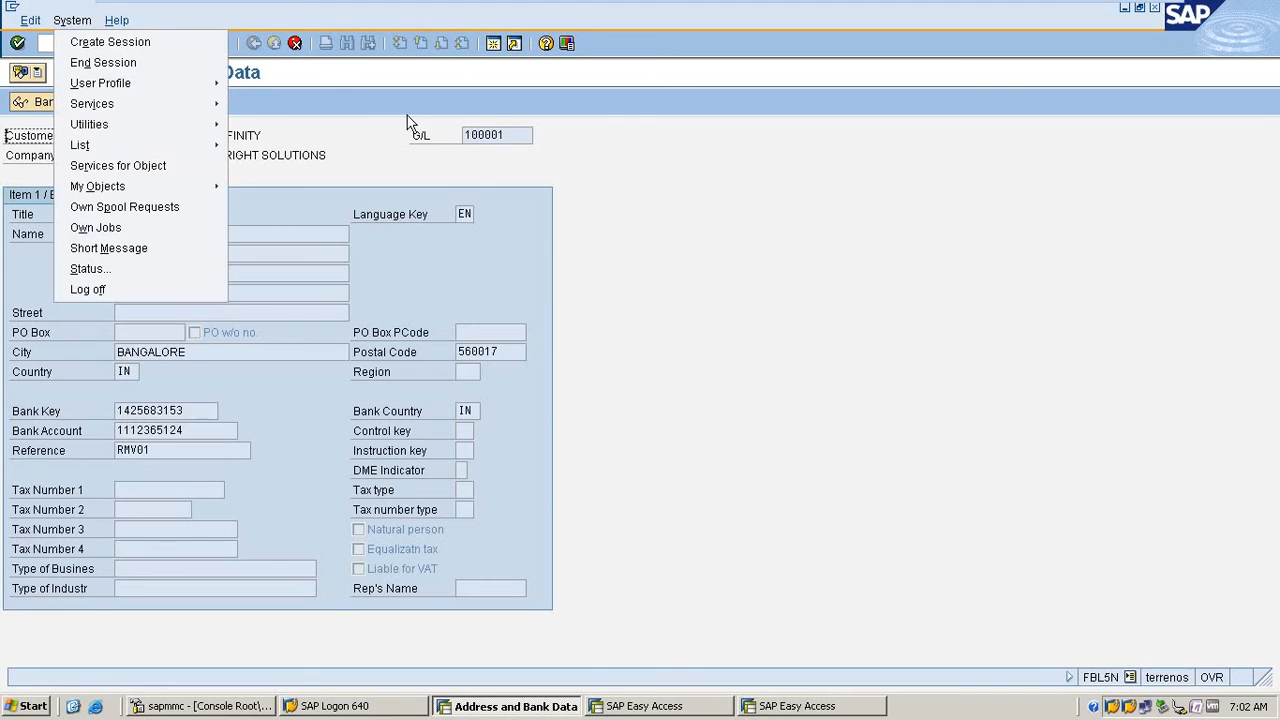 Edit System Help
SAP
Create Session
End Session
User Profile
Services
Utilities
List
Services for Object
My Objects
Own Spool Requests
Own Jobs
Short Message
Status...
Log off
Data
Ban
Custome FINITY G/L 100001
Company RIGHT SOLUTIONS
Item 1 / B
Title Language Key EN
Name
Street
PO Box PO w/o no. PO Box PCode
City BANGALORE Postal Code 560017
Country IN Region
Bank Key 1425683153 Bank Country IN
Bank Account 1112365124 Control key
Reference RMV01 Instruction key
DME Indicator
Tax Number 1 Tax type
Tax Number 2 Tax number type
Tax Number 3 Natural person
Tax Number 4 Equalizatn tax
Type of Busines Liable for VAT
Type of Industr Rep's Name
FBL5N terrenos OVR
Start sapmmc - [Console Root\... SAP Logon 640 Address and Bank Data SAP Easy Access SAP Easy Access 7:02 AM